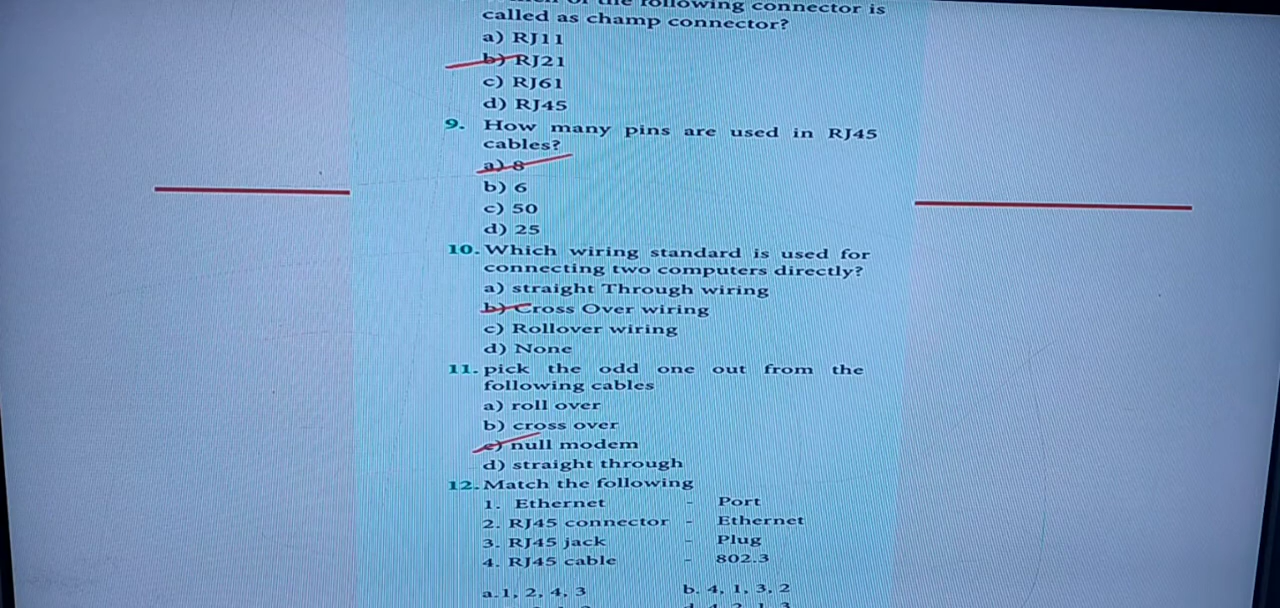 following connector is
called as champ connector?
a) RJ11
b) RJ21
c) RJ61
d) RJ45
9. How many pins are used in RJ45
cables?
a) 8
b) 6
c) 50
d) 25
10. Which wiring standard is used for
connecting two computers directly?
a) straight Through wiring
b) Cross Over wiring
c) Rollover wiring
d) None
11. pick the odd one out from the
following cables
a) roll over
b) cross over
c) null modem
d) straight through
12. Match the following
1. Ethernet - Port
2. RJ45 connector - Ethernet
3. RJ45 jack - Plug
4. RJ45 cable - 802.3
a. 1, 2, 4, 3 b. 4, 1, 3, 2